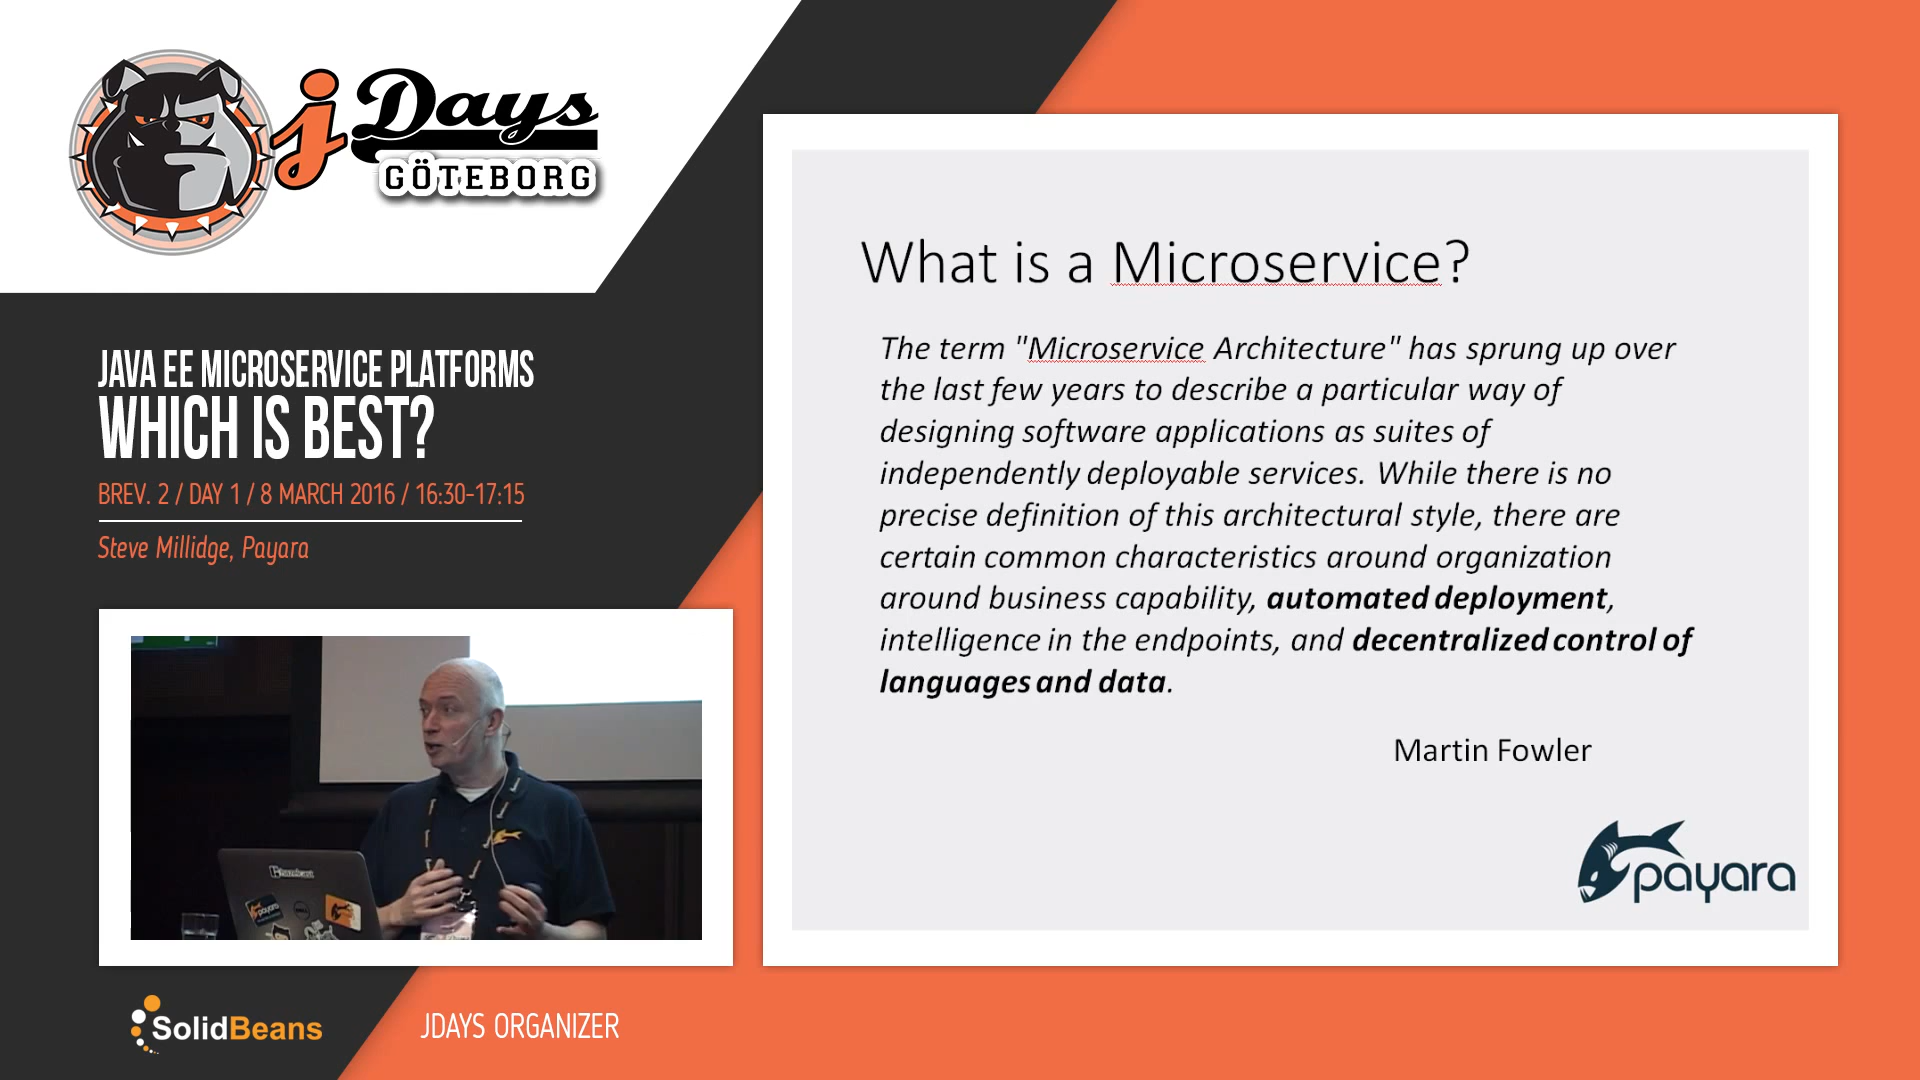 jDays
GÖTEBORG
JAVA EE MICROSERVICE PLATFORMS
WHICH IS BEST?
BREV. 2 / DAY 1 / 8 MARCH 2016 / 16:30-17:15
Steve Millidge, Payara
What is a Microservice?
The term "Microservice Architecture" has sprung up over
the last few years to describe a particular way of
designing software applications as suites of
independently deployable services. While there is no
precise definition of this architectural style, there are
certain common characteristics around organization
around business capability, automated deployment,
intelligence in the endpoints, and decentralized control of
languages and data.
Martin Fowler
payara
payara
SolidBeans
JDAYS ORGANIZER